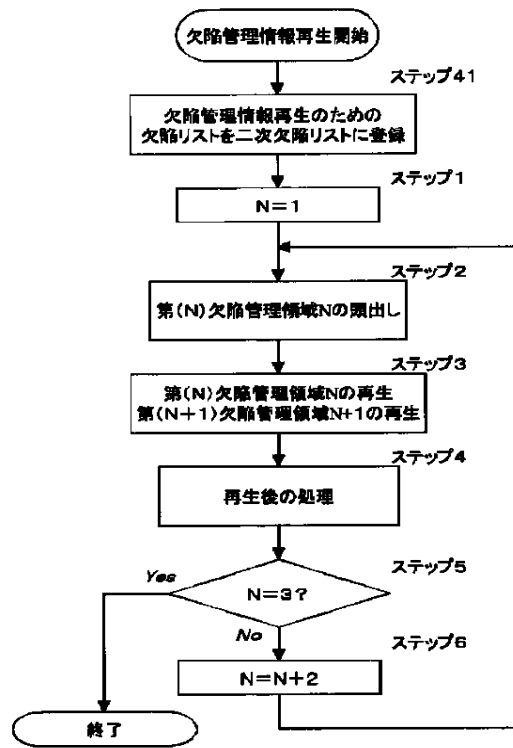 欠陥管理情報再生開始
ステップ41
欠陥管理情報再生のための
欠陥リストを二次欠陥リストに登録
ステップ1
N＝1
ステップ2
第(N)欠陥管理領域Nの頭出し
ステップ3
第(N)欠陥管理領域Nの再生
第(N＋1)欠陥管理領域N+1の再生
ステップ4
再生後の処理
ステップ5
Yes
N＝3？
No
ステップ6
N＝N＋2
終了